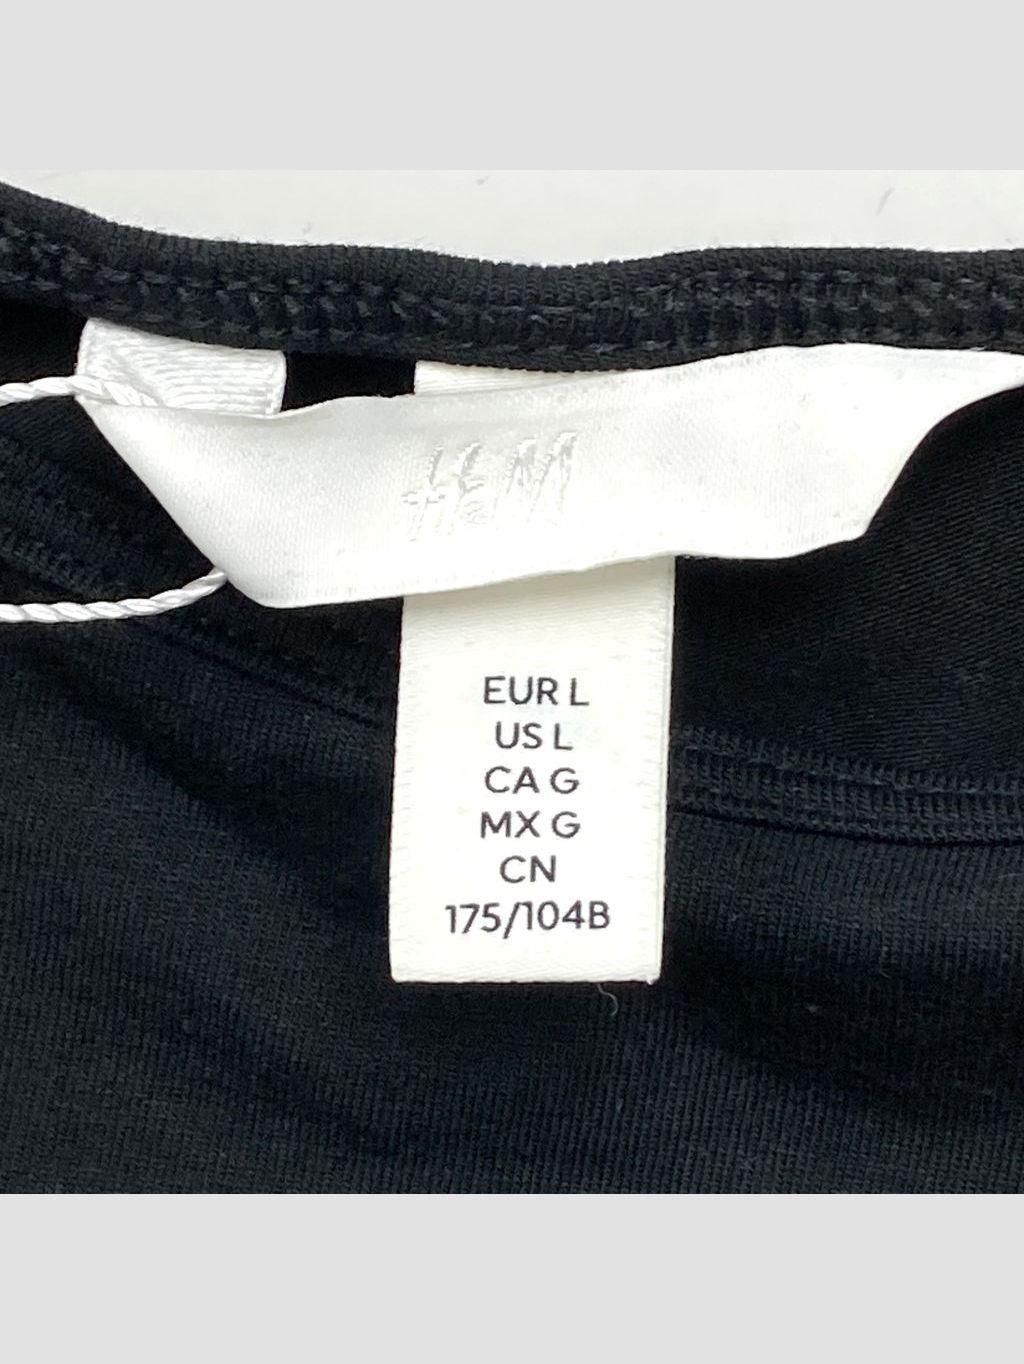 H&M
EUR L
US L
CA G
MX G
CN
175/104B